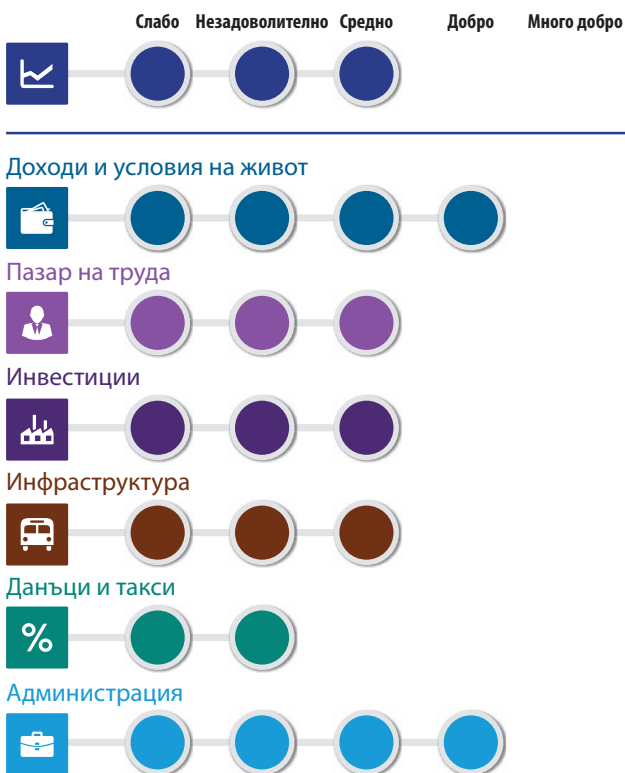 Слабо Незадоволително Средно Добро Много добро
Доходи и условия на живот
Пазар на труда
Инвестиции
Инфраструктура
Данъци и такси
%
Администрация